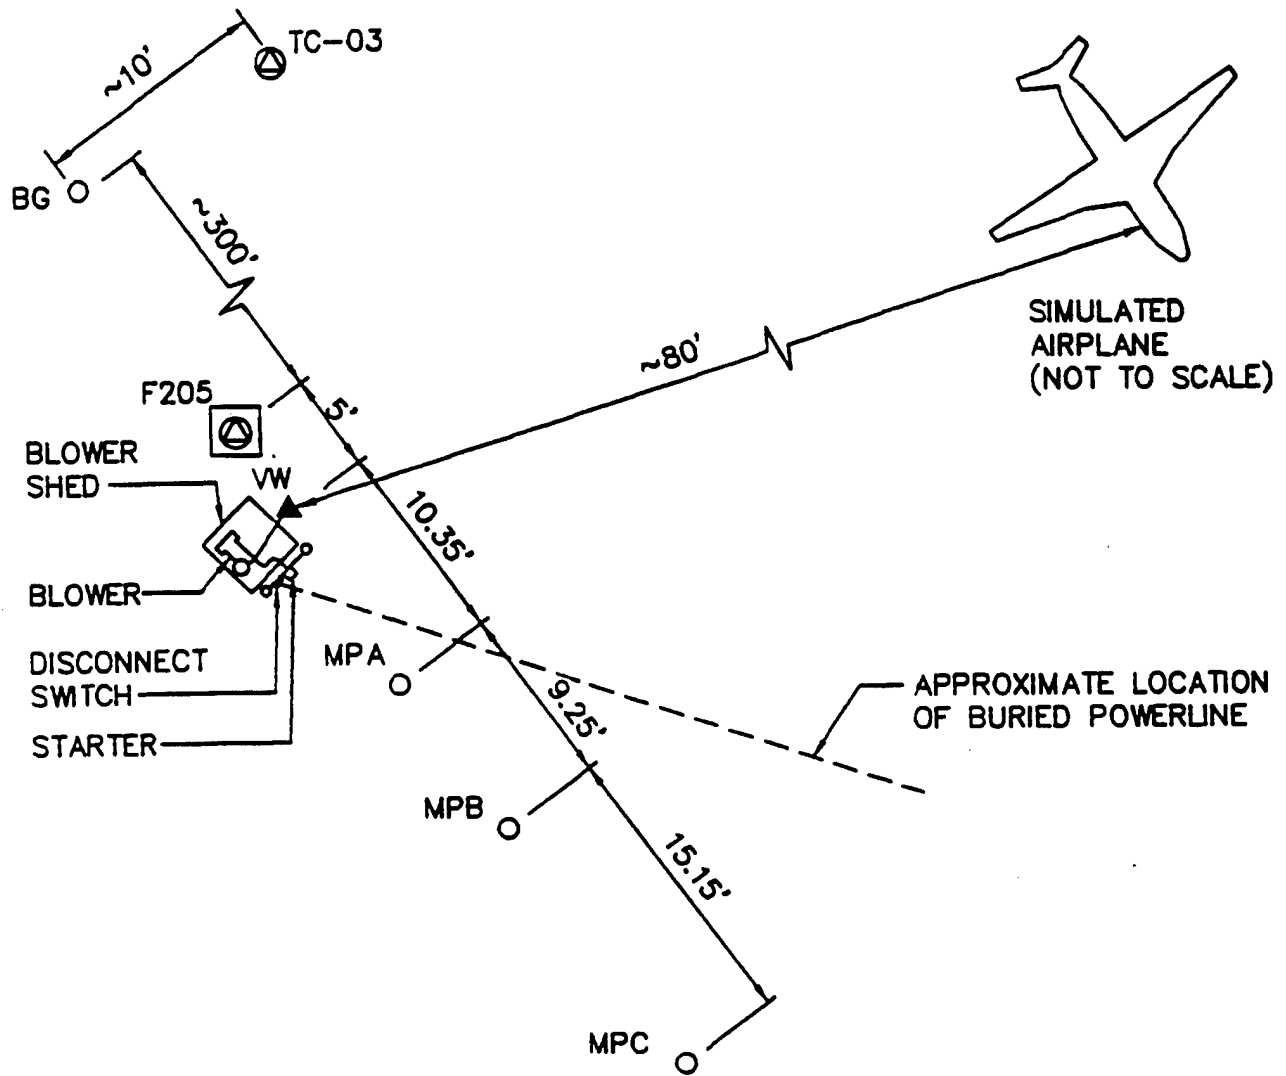 TC-03
~10'
BG
~300'
SIMULATED
AIRPLANE
(NOT TO SCALE)
~80'
F205
5'
BLOWER
SHED
VW
10.35'
BLOWER
MPA
DISCONNECT
SWITCH
9.25'
APPROXIMATE LOCATION
OF BURIED POWERLINE
STARTER
MPB
15.15'
MPC